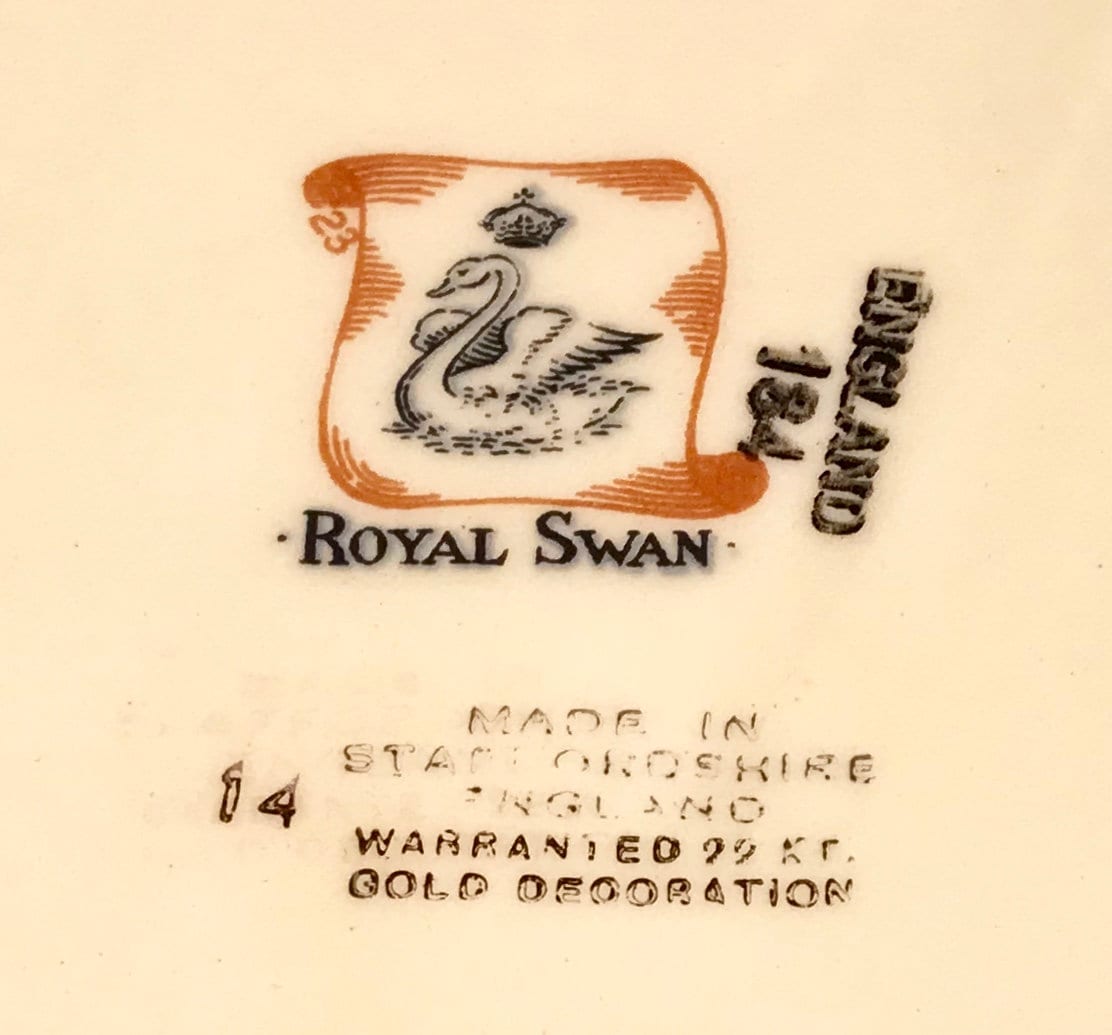 23
· ROYAL SWAN ·
ENGLAND
184
MADE IN
STAFFORDSHIRE
ENGLAND
14
WARRANTED 22 KT.
GOLD DECORATION